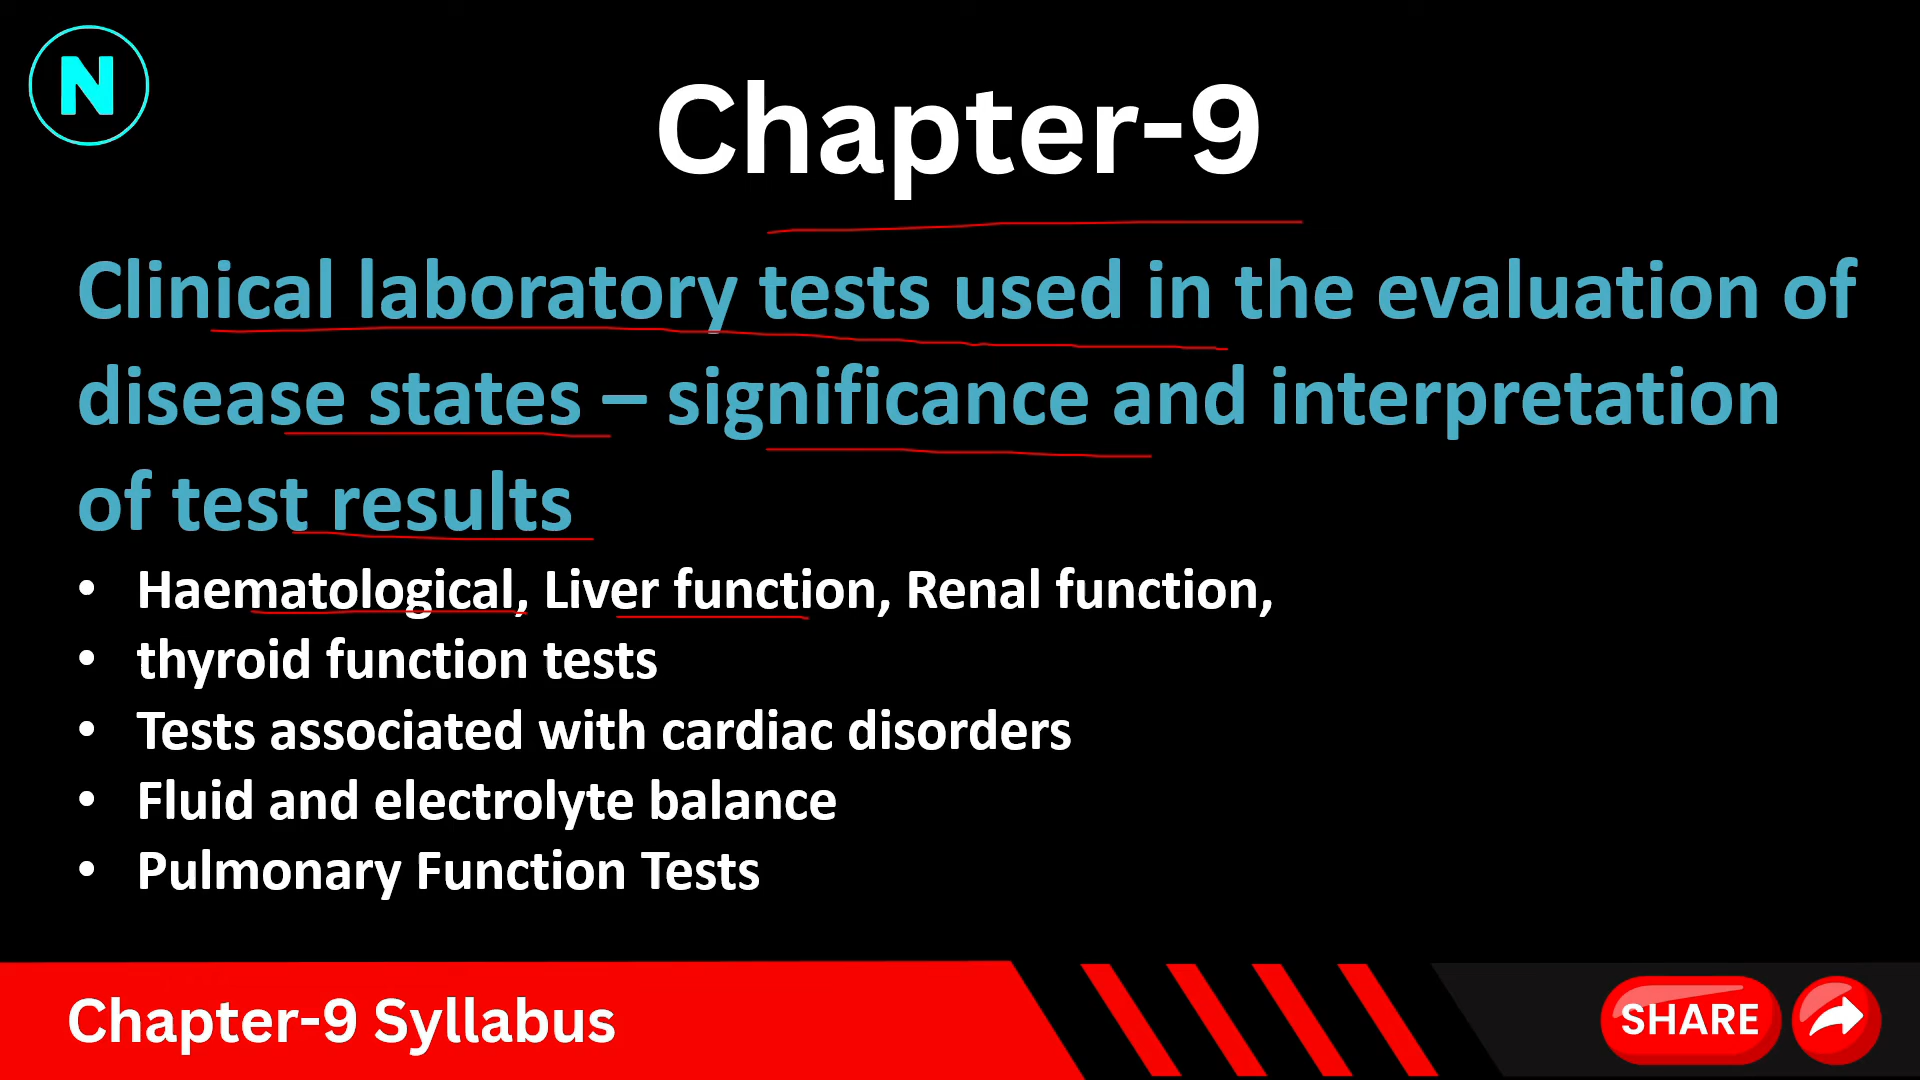 N
Chapter-9
Clinical laboratory tests used in the evaluation of
disease states – significance and interpretation
of test results
• Haematological, Liver function, Renal function,
• thyroid function tests
• Tests associated with cardiac disorders
• Fluid and electrolyte balance
• Pulmonary Function Tests
Chapter-9 Syllabus
SHARE